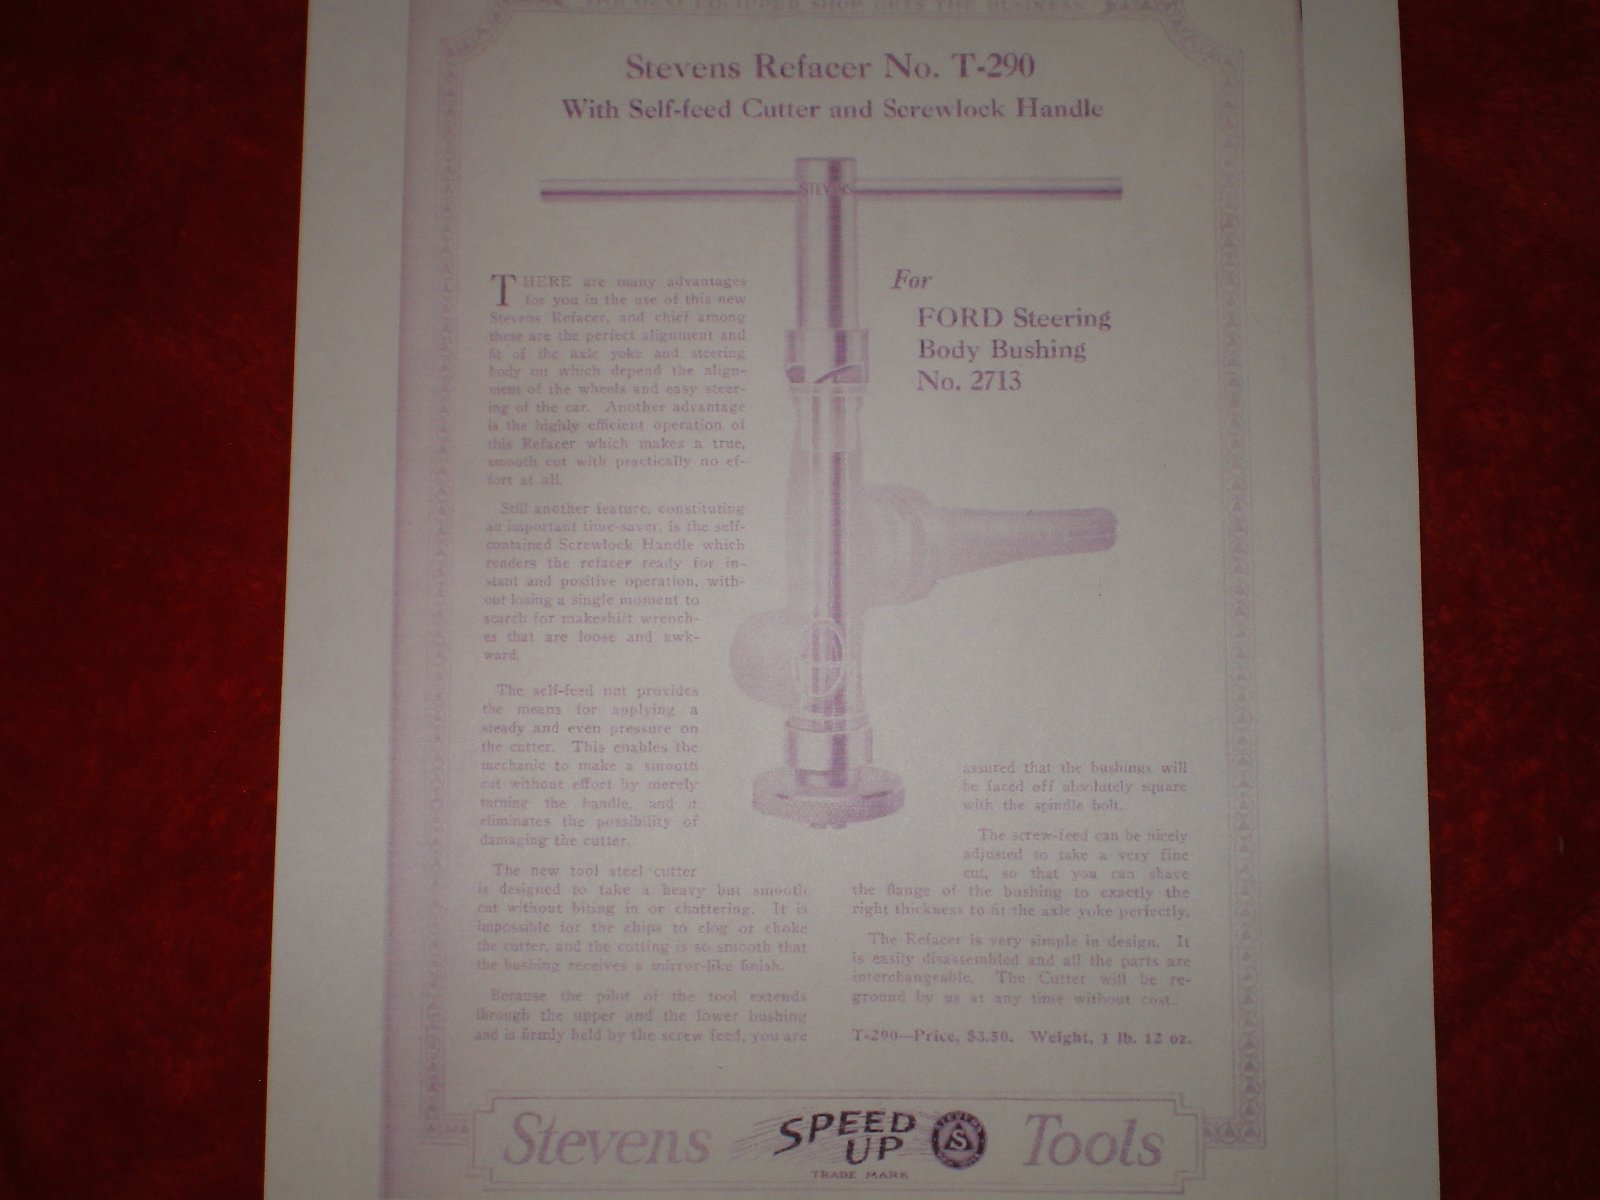 THE BEST EQUIPPED SHOP GETS THE BUSINESS
Stevens Refacer No. T-290
With Self-feed Cutter and Screwlock Handle
STEVENS
For
FORD Steering
Body Bushing
No. 2713
THERE are many advantages
for you in the use of this new
Stevens Refacer, and chief among
these are the perfect alignment and
fit of the axle yoke and steering
body on which depend the align-
ment of the wheels and easy steer-
ing of the car. Another advantage
is the highly efficient operation of
this Refacer which makes a true,
smooth cut with practically no ef-
fort at all.
Still another feature, constituting
an important time-saver, is the self-
contained Screwlock Handle which
renders the refacer ready for in-
stant and positive operation, with-
out losing a single moment to
search for makeshift wrench-
es that are loose and awk-
ward.
The self-feed nut provides
the means for applying a
steady and even pressure on
the cutter. This enables the
mechanic to make a smooth
cut without effort by merely
turning the handle, and it
eliminates the possibility of
damaging the cutter.
The new tool steel cutter
is designed to take a heavy but smooth
cut without biting in or chattering. It is
impossible for the chips to clog or choke
the cutter, and the cutting is so smooth that
the bushing receives a mirror-like finish.
Because the pilot of the tool extends
through the upper and the lower bushing
and is firmly held by the screw feed, you are
assured that the bushings will
be faced off absolutely square
with the spindle bolt.
The screw-feed can be nicely
adjusted to take a very fine
cut, so that you can shave
the flange of the bushing to exactly the
right thickness to fit the axle yoke perfectly.
The Refacer is very simple in design. It
is easily disassembled and all the parts are
interchangeable. The Cutter will be re-
ground by us at any time without cost.
T-290—Price, $3.50. Weight, 1 lb. 12 oz.
Stevens SPEED UP Tools
TRADE MARK